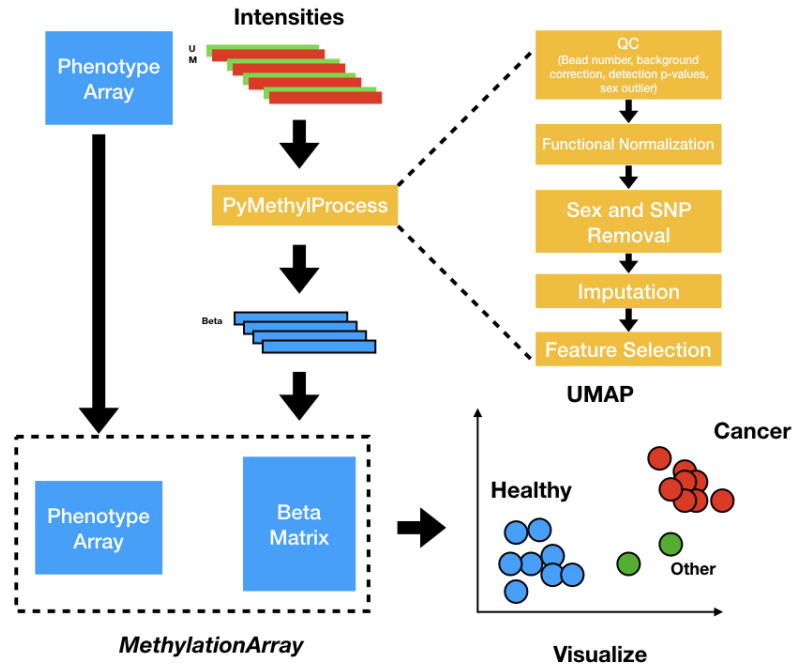 Intensities
Phenotype
Array
U
M
PyMethylProcess
Beta
QC
(Bead number, background
correction, detection p-values,
sex outlier)
Functional Normalization
Sex and SNP
Removal
Imputation
Feature Selection
Phenotype
Array
Beta
Matrix
MethylationArray
UMAP
Cancer
Healthy
Other
Visualize